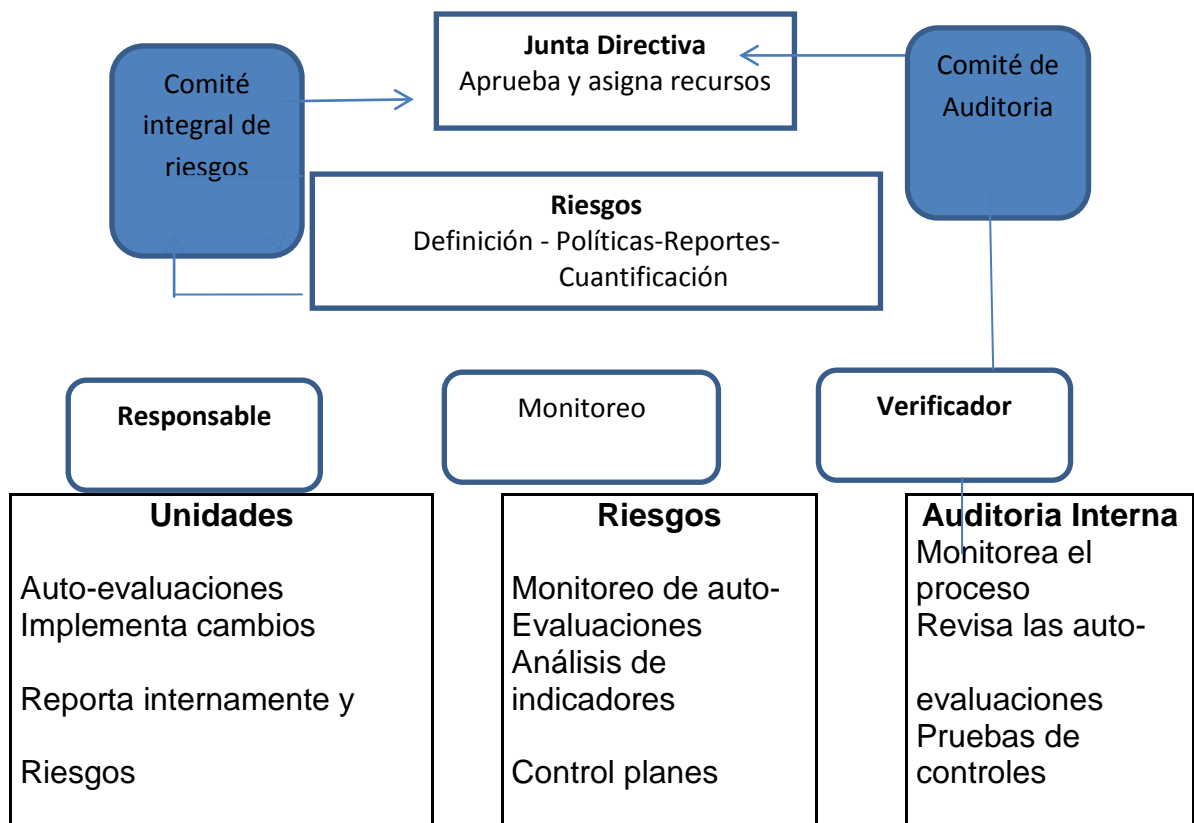 Junta Directiva
Aprueba y asigna recursos
Comité
integral de
riesgos
Comité de
Auditoria
Riesgos
Definición - Políticas-Reportes-
Cuantificación
Responsable
Monitoreo
Verificador
Unidades
Auto-evaluaciones
Implementa cambios
Reporta internamente y
Riesgos
Riesgos
Monitoreo de auto-
Evaluaciones
Análisis de
indicadores
Control planes
Auditoria Interna
Monitorea el
proceso
Revisa las auto-
evaluaciones
Pruebas de
controles